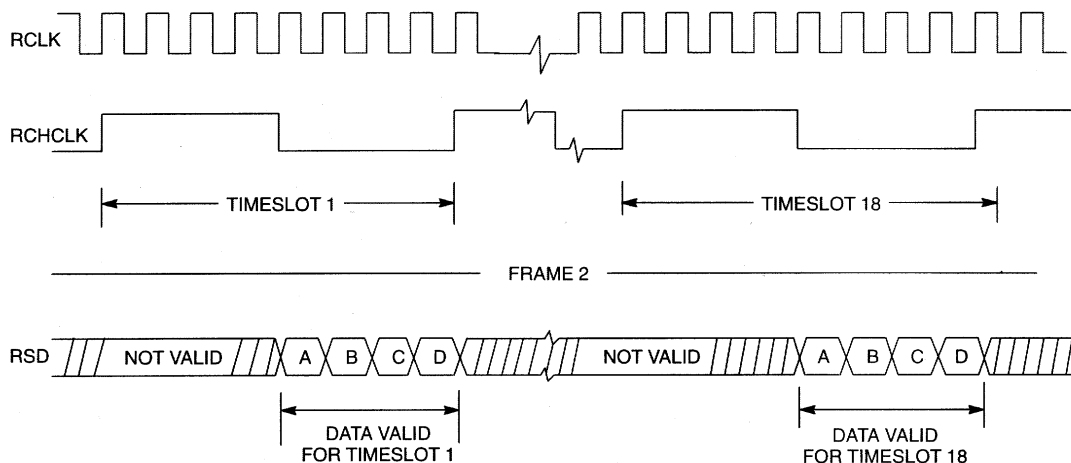 RCLK
RCHCLK
TIMESLOT 1
TIMESLOT 18
FRAME 2
RSD
NOT VALID
A
B
C
D
NOT VALID
A
B
C
D
DATA VALID
FOR TIMESLOT 1
DATA VALID
FOR TIMESLOT 18